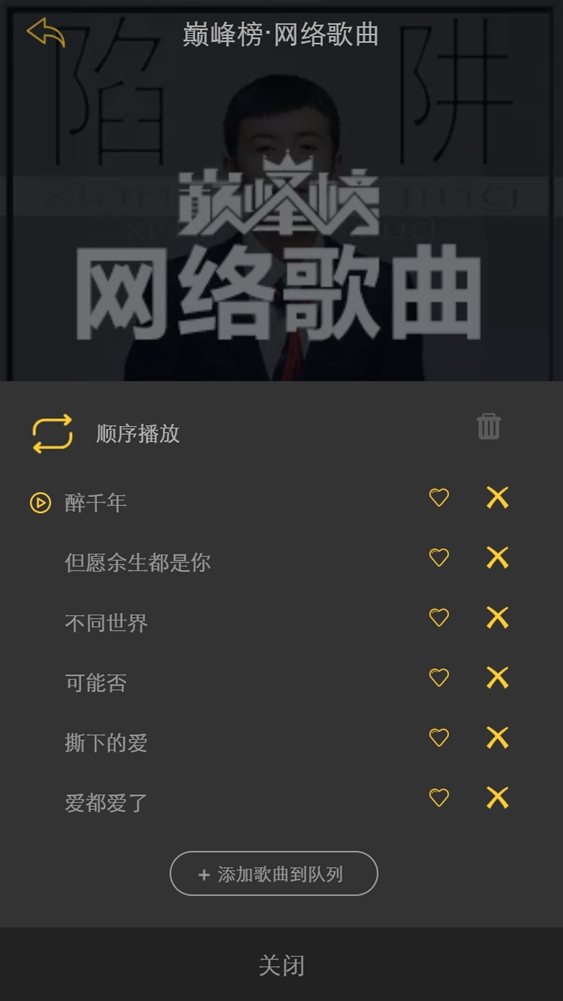 巅峰榜·网络歌曲
陷 阱
xian jing
巅峰榜
网络歌曲
顺序播放
醉千年
但愿余生都是你
不同世界
可能否
撕下的爱
爱都爱了
+ 添加歌曲到队列
关闭